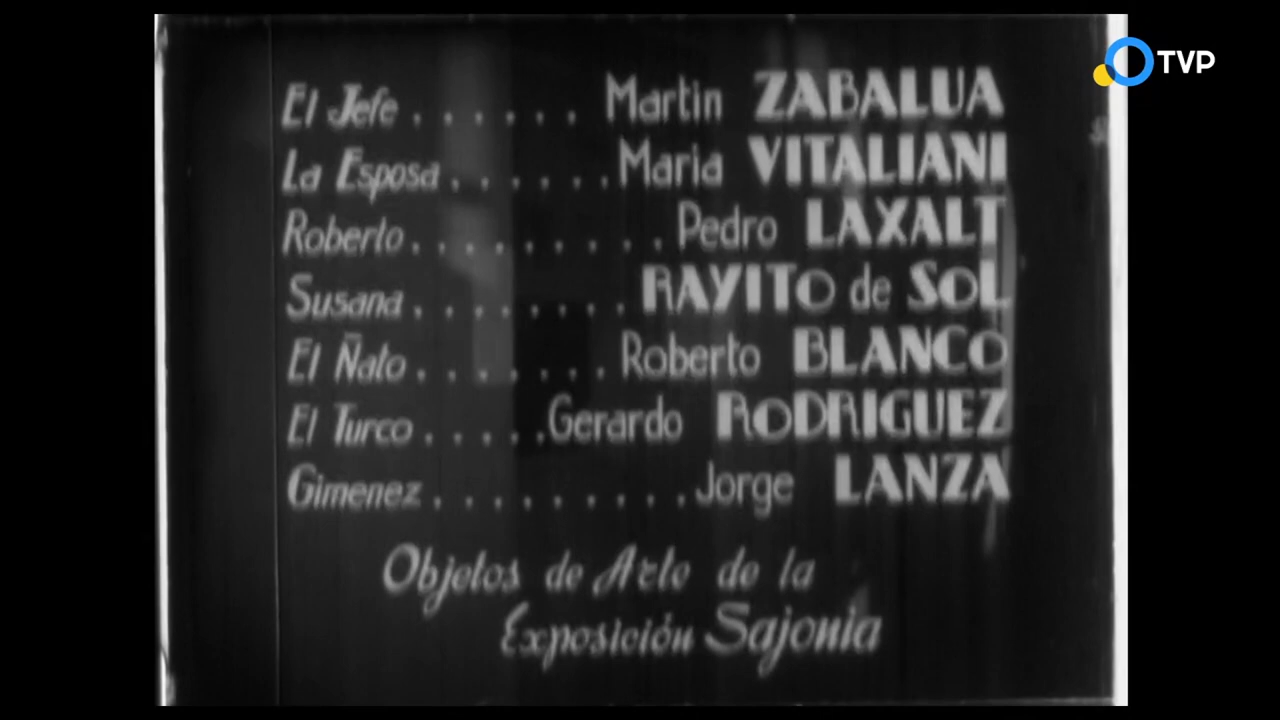 TVP
El Jefe . . . . . . Martin ZABALUA
La Esposa . . . . . . Maria VITALIANI
Roberto . . . . . . . . . Pedro LAXALT
Susana . . . . . . . . RAYITO de SOL
El Ñato . . . . . . . Roberto BLANCO
El Turco . . . . . Gerardo RODRIGUEZ
Gimenez . . . . . . . . . Jorge LANZA
Objetos de Arte de la
Exposición Sajonia